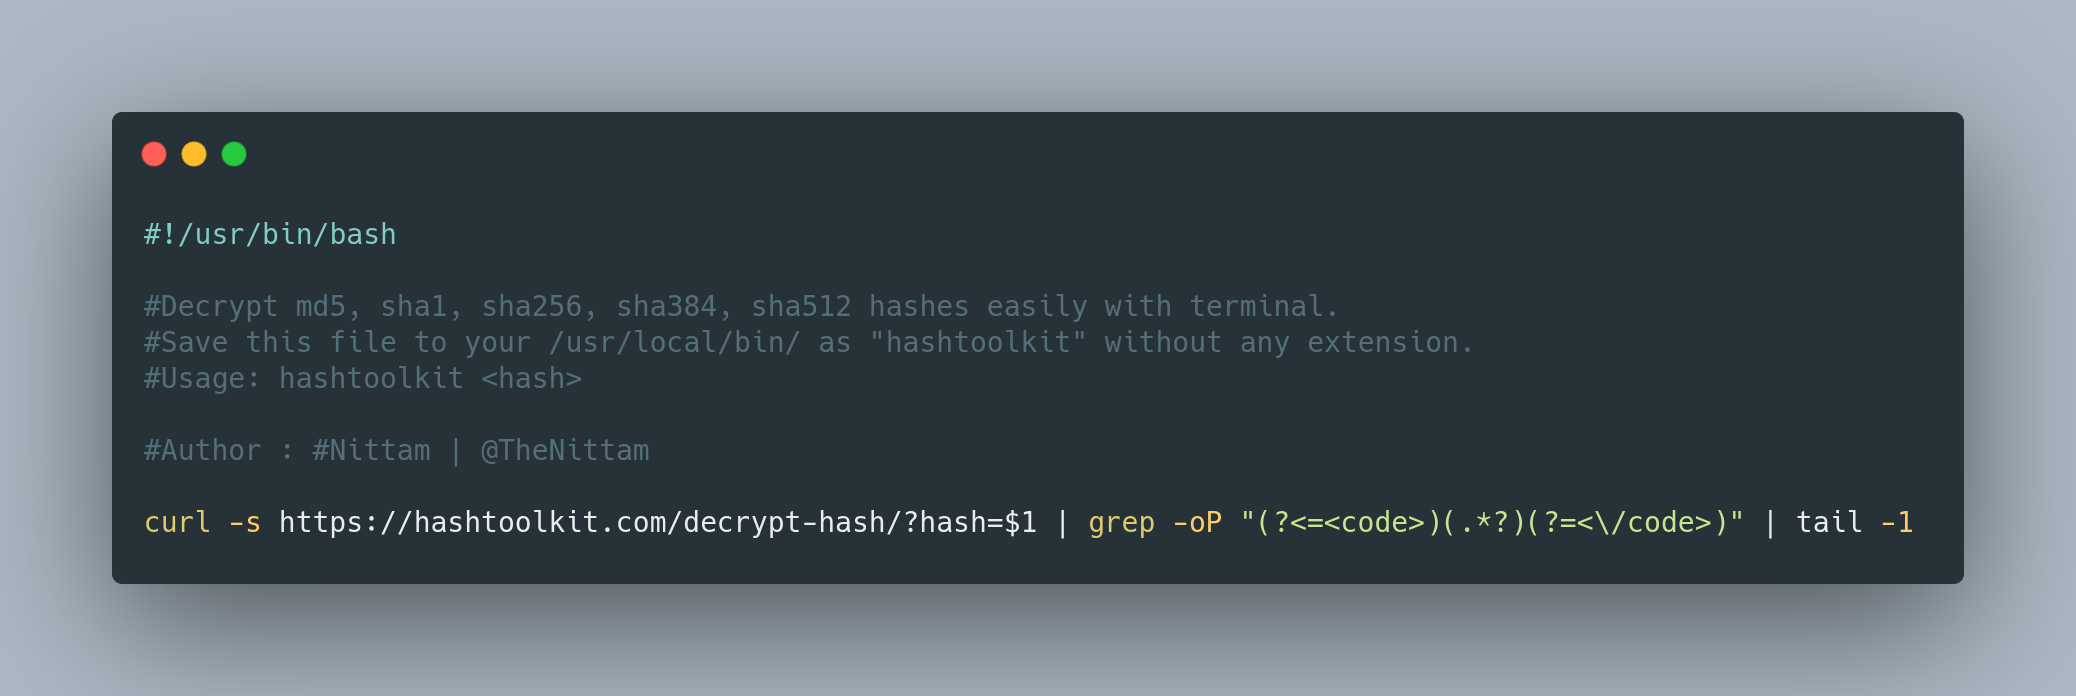 #!/usr/bin/bash
#Decrypt md5, sha1, sha256, sha384, sha512 hashes easily with terminal.
#Save this file to your /usr/local/bin/ as "hashtoolkit" without any extension.
#Usage: hashtoolkit <hash>
#Author : #Nittam | @TheNittam
curl -s https://hashtoolkit.com/decrypt-hash/?hash=$1 | grep -oP "(?<=<code>)(.*?)(?=<\/code>)" | tail -1